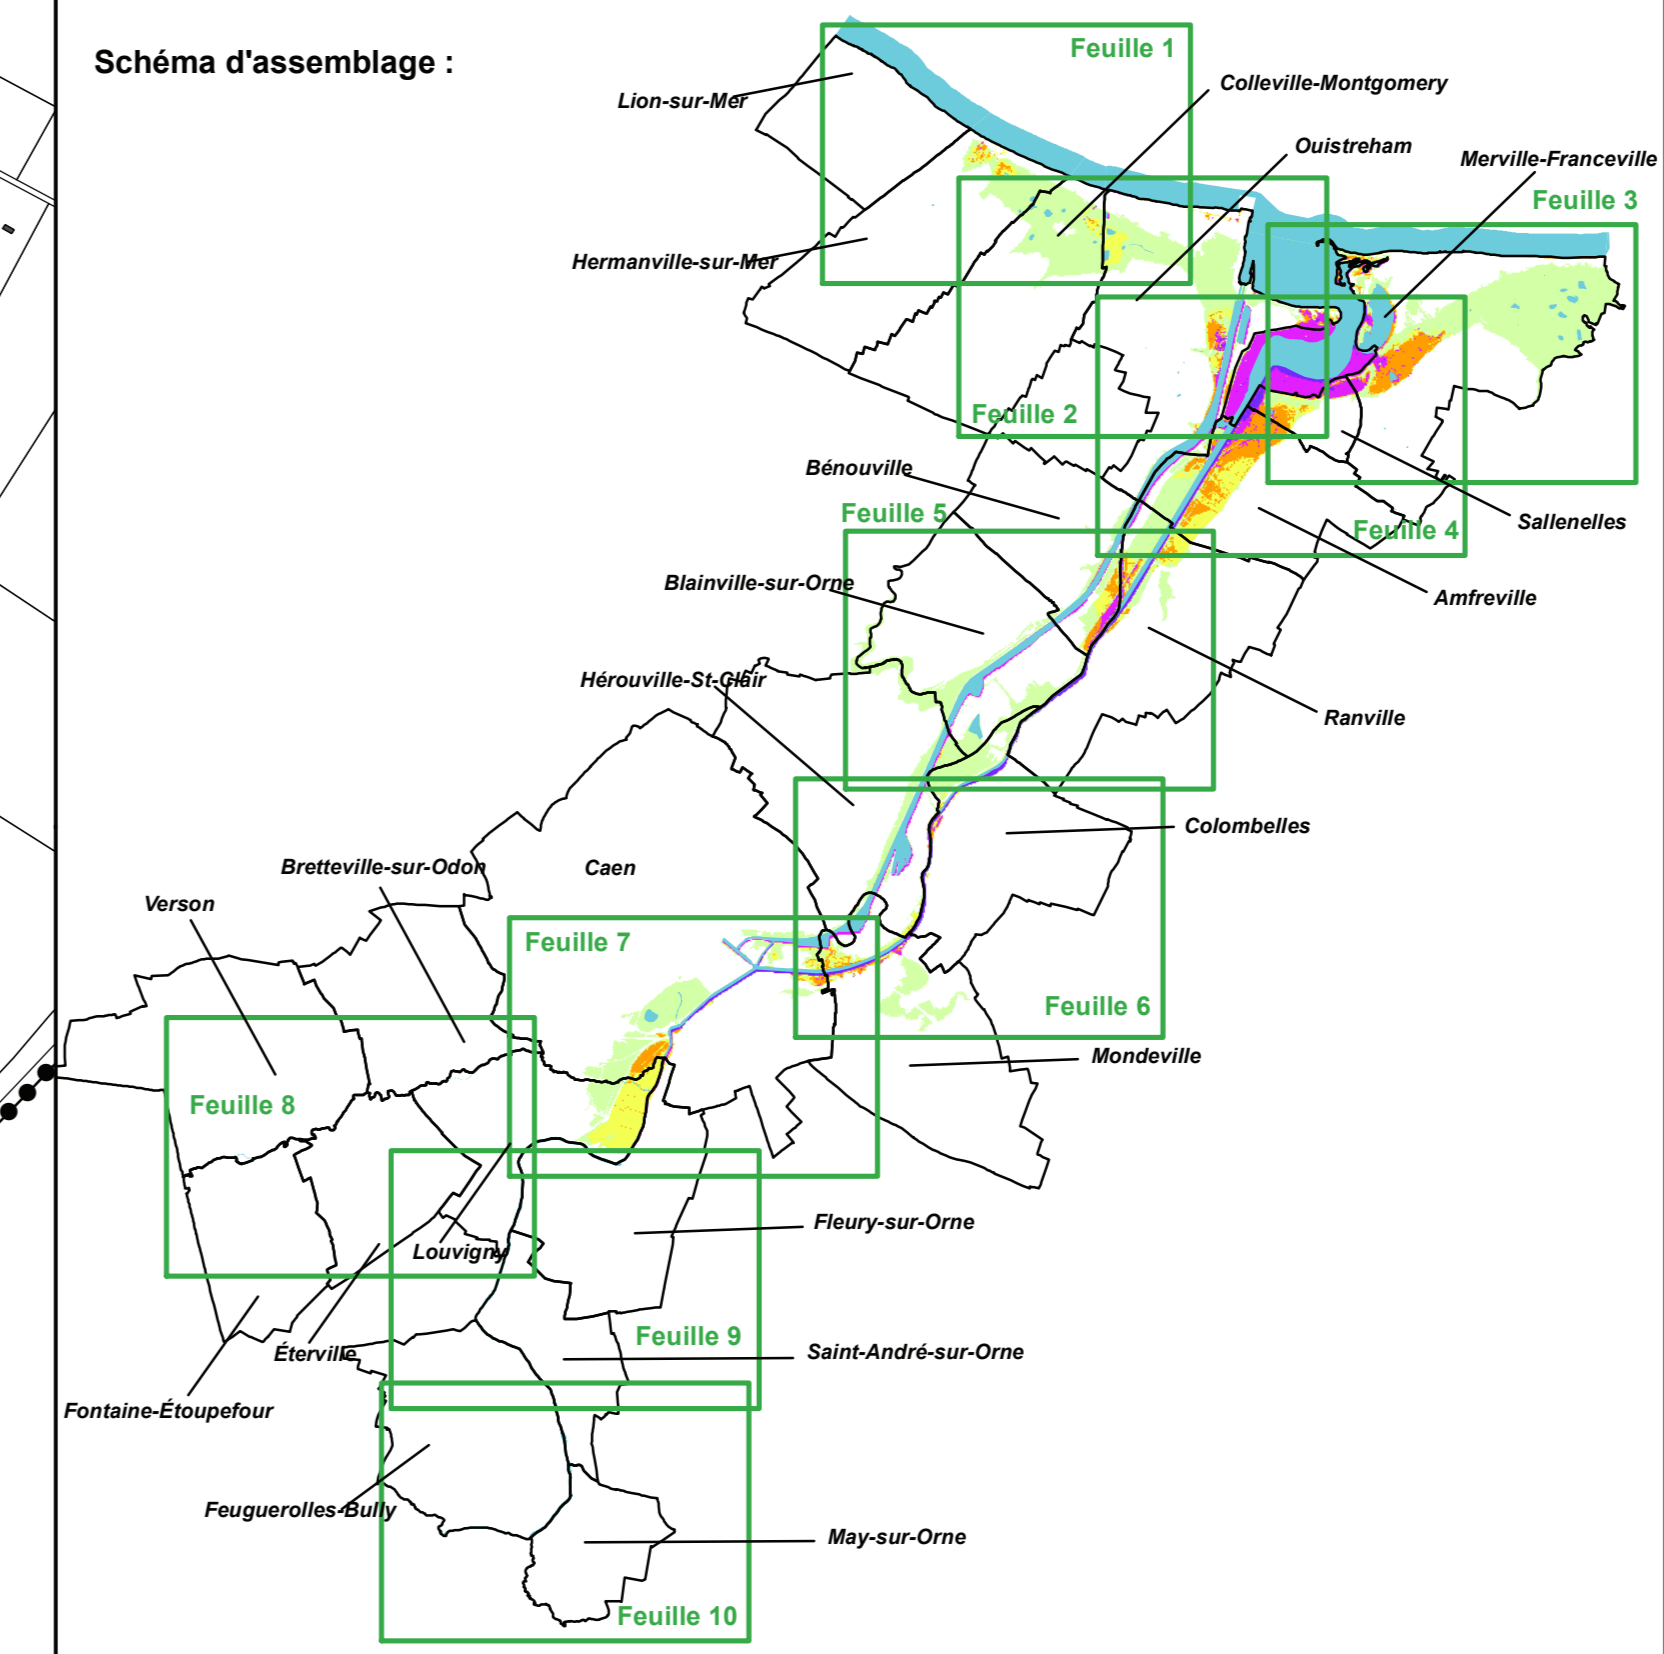 Schéma d'assemblage :
Feuille 1
Colleville-Montgomery
Lion-sur-Mer
Ouistreham
Merville-Franceville
Feuille 3
Hermanville-sur-Mer
Feuille 2
Bénouville
Feuille 5
Sallenelles
Feuille 4
Blainville-sur-Orne
Amfreville
Hérouville-St-Clair
Ranville
Colombelles
Bretteville-sur-Odon
Caen
Verson
Feuille 7
Feuille 6
Mondeville
Feuille 8
Fleury-sur-Orne
Louvigny
Feuille 9
Éterville
Saint-André-sur-Orne
Fontaine-Étoupefour
Feuguerolles-Bully
May-sur-Orne
Feuille 10